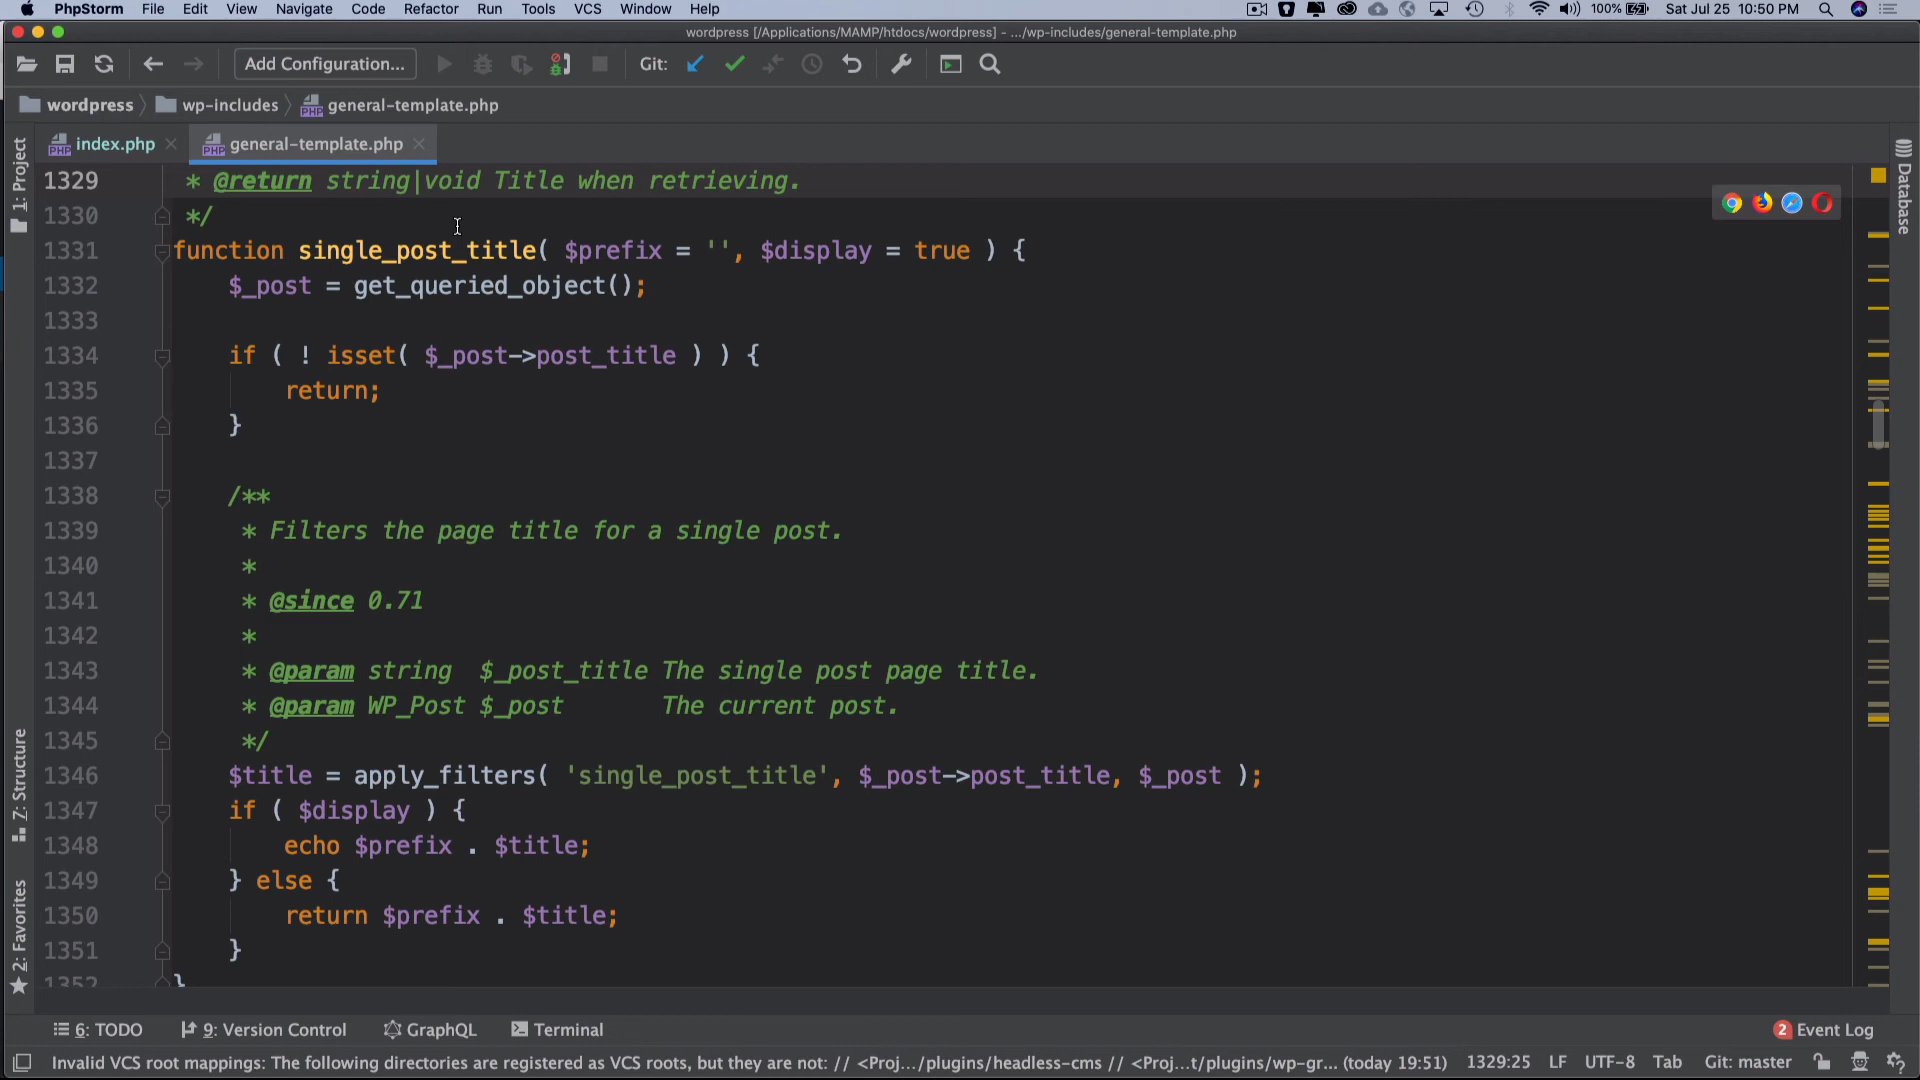 PhpStorm File Edit View Navigate Code Refactor Run Tools VCS Window Help 100% Sat Jul 25 10:50 PM
wordpress [/Applications/MAMP/htdocs/wordpress] - .../wp-includes/general-template.php
Add Configuration... Git:
wordpress wp-includes general-template.php
index.php general-template.php
1: Project
Database
1329 * @return string|void Title when retrieving.
1330 */
1331 function single_post_title( $prefix = '', $display = true ) {
1332 $_post = get_queried_object();
1333
1334 if ( ! isset( $_post->post_title ) ) {
1335 return;
1336 }
1337
1338 /**
1339 * Filters the page title for a single post.
1340 *
1341 * @since 0.71
1342 *
1343 * @param string $_post_title The single post page title.
1344 * @param WP_Post $_post The current post.
1345 */
1346 $title = apply_filters( 'single_post_title', $_post->post_title, $_post );
1347 if ( $display ) {
1348 echo $prefix . $title;
1349 } else {
1350 return $prefix . $title;
1351 }
1352 }
Z: Structure
2: Favorites
6: TODO 9: Version Control GraphQL Terminal 2 Event Log
Invalid VCS root mappings: The following directories are registered as VCS roots, but they are not: // <Proj.../plugins/headless-cms // <Proj...t/plugins/wp-gr... (today 19:51) 1329:25 LF UTF-8 Tab Git: master